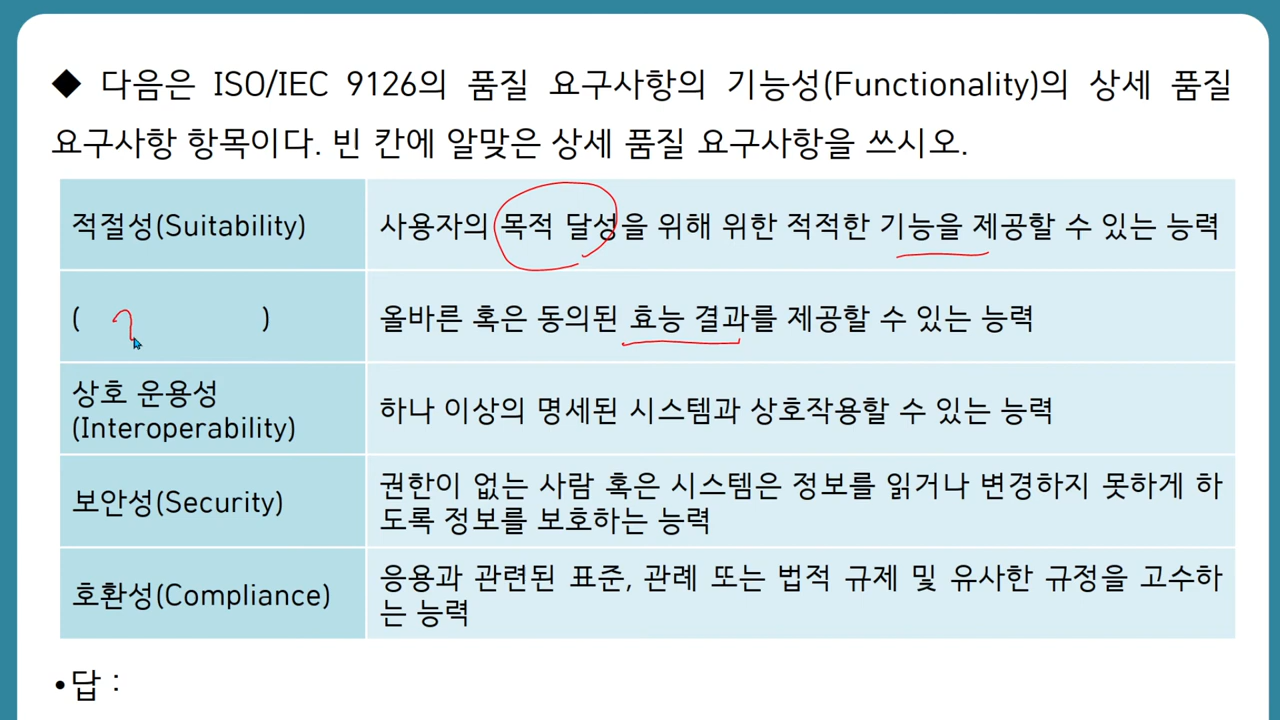 ◆ 다음은 ISO/IEC 9126의 품질 요구사항의 기능성(Functionality)의 상세 품질
요구사항 항목이다. 빈 칸에 알맞은 상세 품질 요구사항을 쓰시오.
적절성(Suitability)
사용자의 목적 달성을 위해 위한 적적한 기능을 제공할 수 있는 능력
( )
올바른 혹은 동의된 효능 결과를 제공할 수 있는 능력
상호 운용성
(Interoperability)
하나 이상의 명세된 시스템과 상호작용할 수 있는 능력
보안성(Security)
권한이 없는 사람 혹은 시스템은 정보를 읽거나 변경하지 못하게 하
도록 정보를 보호하는 능력
호환성(Compliance)
응용과 관련된 표준, 관례 또는 법적 규제 및 유사한 규정을 고수하
는 능력
•답 :